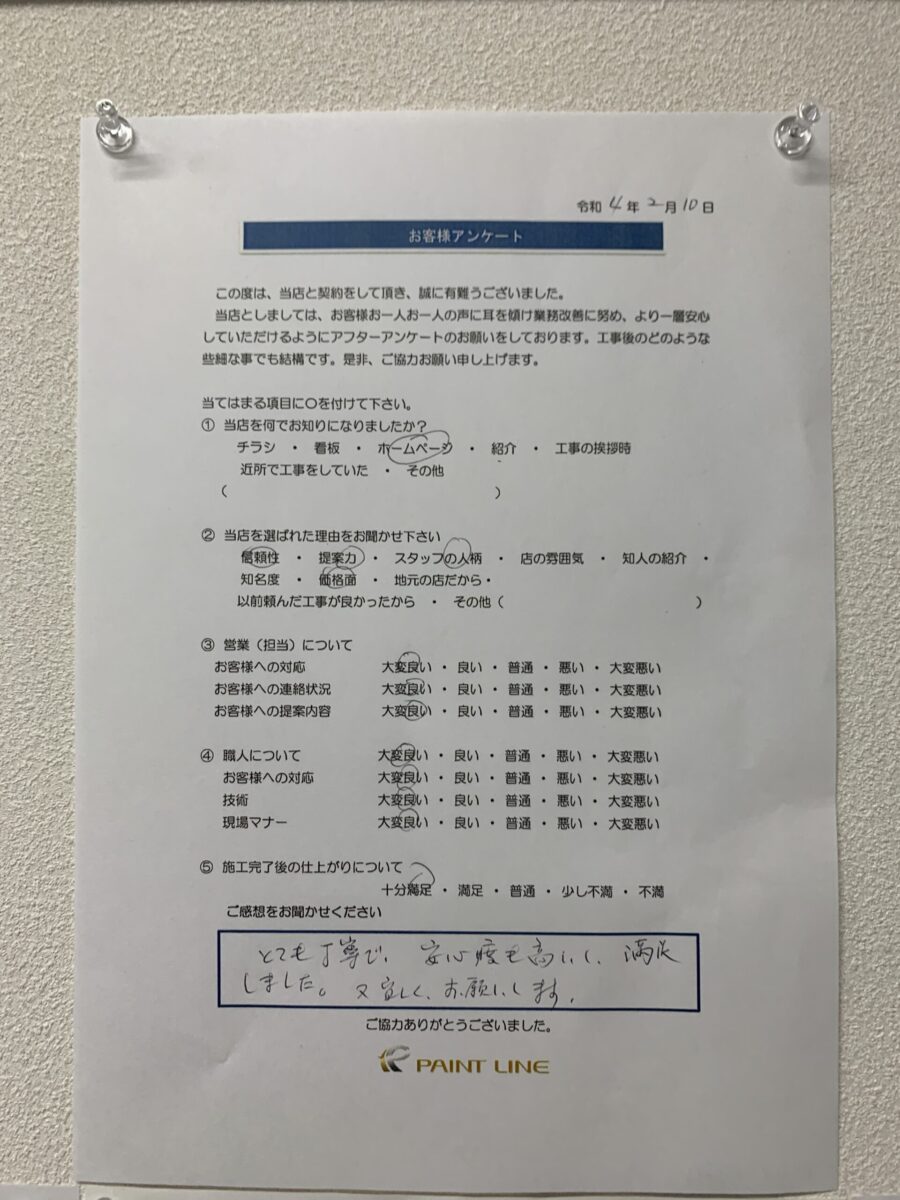 令和 4 年 2 月 10 日
お客様アンケート
この度は、当店と契約をして頂き、誠に有難うございました。
当店としましては、お客様お一人お一人の声に耳を傾け業務改善に努め、より一層安心
していただけるようにアフターアンケートのお願いをしております。工事後のどのような
些細な事でも結構です。是非、ご協力お願い申し上げます。
当てはまる項目に〇を付けて下さい。
① 当店を何でお知りになりましたか?
チラシ ・ 看板 ・ ホームページ ・ 紹介 ・ 工事の挨拶時
近所で工事をしていた ・ その他
( )
② 当店を選ばれた理由をお聞かせ下さい
信頼性 ・ 提案力 ・ スタッフの人柄 ・ 店の雰囲気 ・ 知人の紹介 ・
知名度 ・ 価格面 ・ 地元の店だから・
以前頼んだ工事が良かったから ・ その他 ( )
③ 営業(担当)について
お客様への対応 大変良い ・ 良い ・ 普通 ・ 悪い ・ 大変悪い
お客様への連絡状況 大変良い ・ 良い ・ 普通 ・ 悪い ・ 大変悪い
お客様への提案内容 大変良い ・ 良い ・ 普通 ・ 悪い ・ 大変悪い
④ 職人について 大変良い ・ 良い ・ 普通 ・ 悪い ・ 大変悪い
お客様への対応 大変良い ・ 良い ・ 普通 ・ 悪い ・ 大変悪い
技術 大変良い ・ 良い ・ 普通 ・ 悪い ・ 大変悪い
現場マナー 大変良い ・ 良い ・ 普通 ・ 悪い ・ 大変悪い
⑤ 施工完了後の仕上がりについて
十分満足 ・ 満足 ・ 普通 ・ 少し不満 ・ 不満
ご感想をお聞かせください
とても丁寧で、安心度も高いし、満足
しました。又宜しく、お願いします。
ご協力ありがとうございました。
PAINT LINE